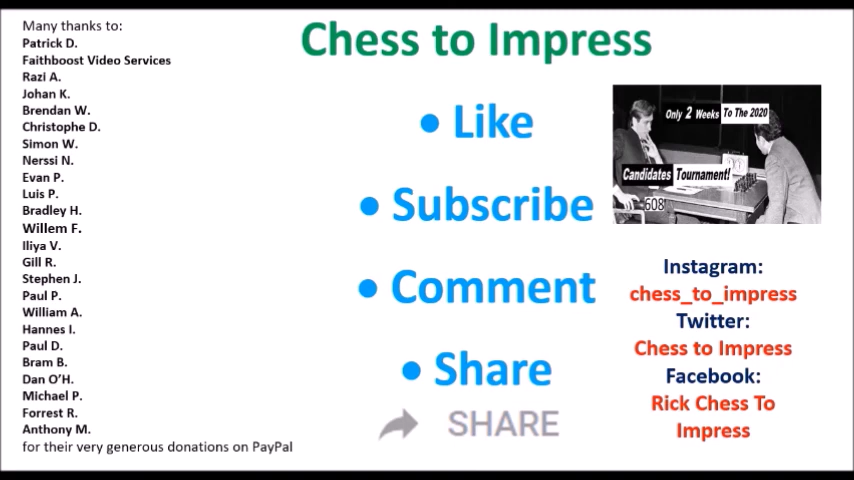 Many thanks to:
Patrick D.
Faithboost Video Services
Razi A.
Johan K.
Brendan W.
Christophe D.
Simon W.
Nerssi N.
Evan P.
Luis P.
Bradley H.
Willem F.
Iliya V.
Gill R.
Stephen J.
Paul P.
William A.
Hannes I.
Paul D.
Bram B.
Dan O'H.
Michael P.
Forrest R.
Anthony M.
for their very generous donations on PayPal
Chess to Impress
• Like
• Subscribe
• Comment
• Share
SHARE
Only 2 Weeks To The 2020
Candidates Tournament!
608
Instagram:
chess_to_impress
Twitter:
Chess to Impress
Facebook:
Rick Chess To
Impress